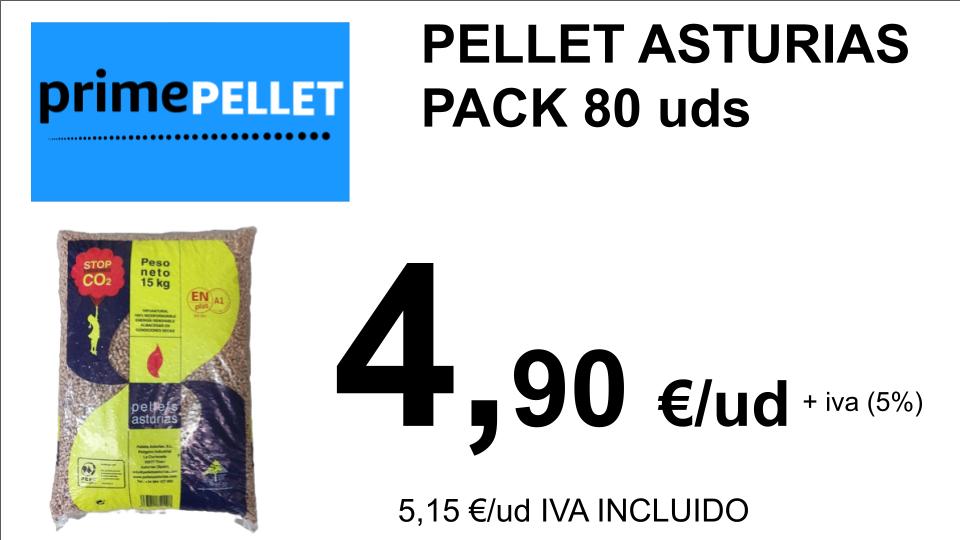 primePELLET
PELLET ASTURIAS
PACK 80 uds
STOP
CO2
Peso
neto
15 kg
EN
plus
A1
pellets
asturias
4,90 €/ud + iva (5%)
5,15 €/ud IVA INCLUIDO